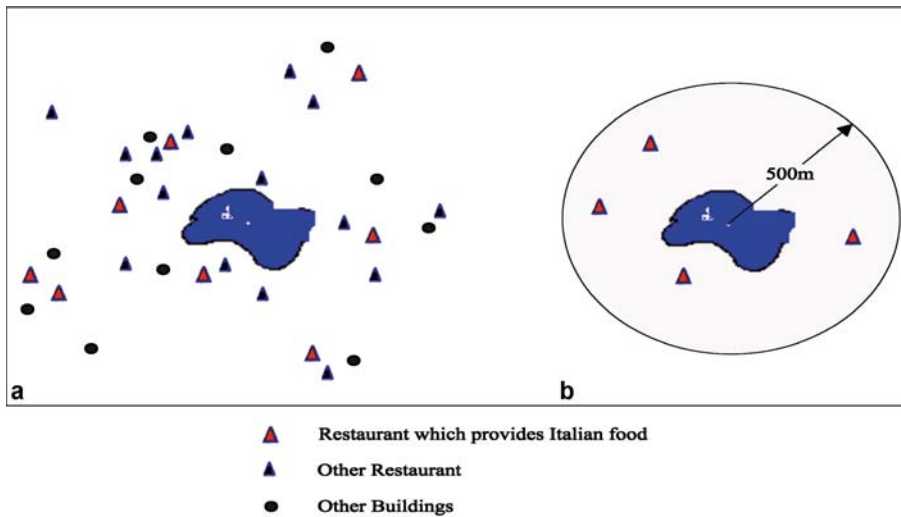 500m
a
b
Restaurant which provides Italian food
Other Restaurant
Other Buildings